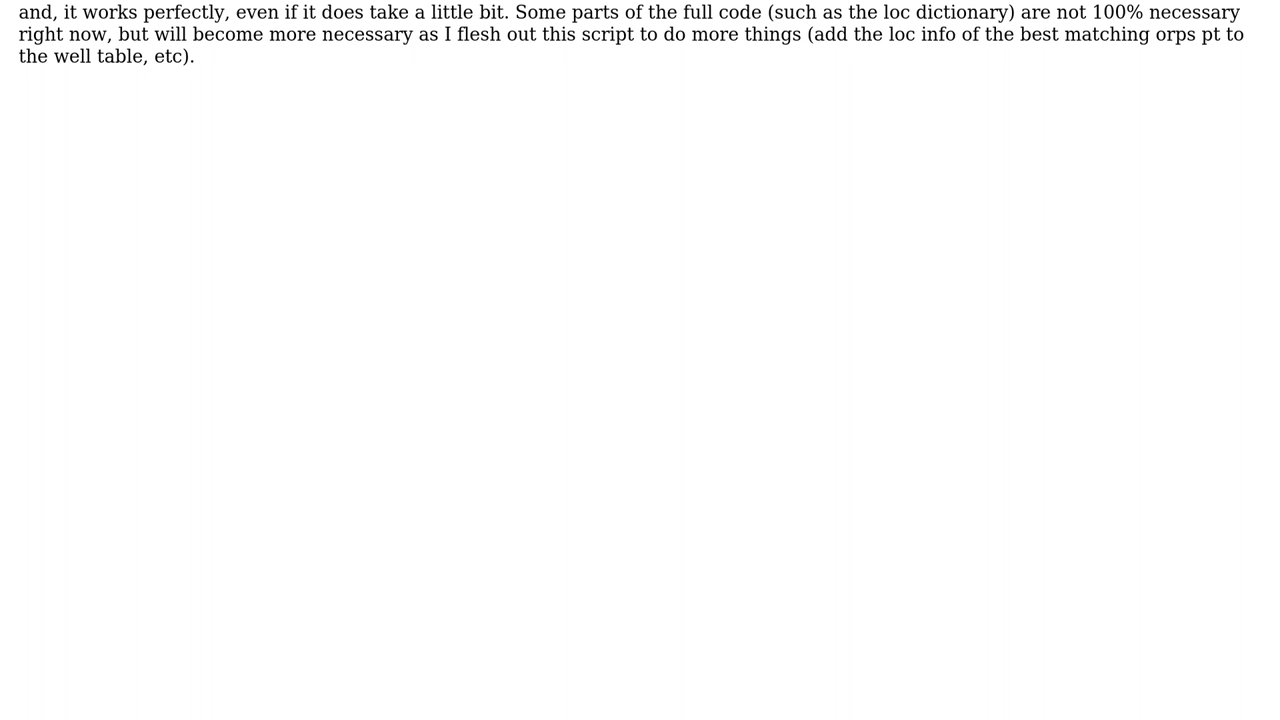 and, it works perfectly, even if it does take a little bit. Some parts of the full code (such as the loc dictionary) are not 100% necessary
right now, but will become more necessary as I flesh out this script to do more things (add the loc info of the best matching orps pt to
the well table, etc).